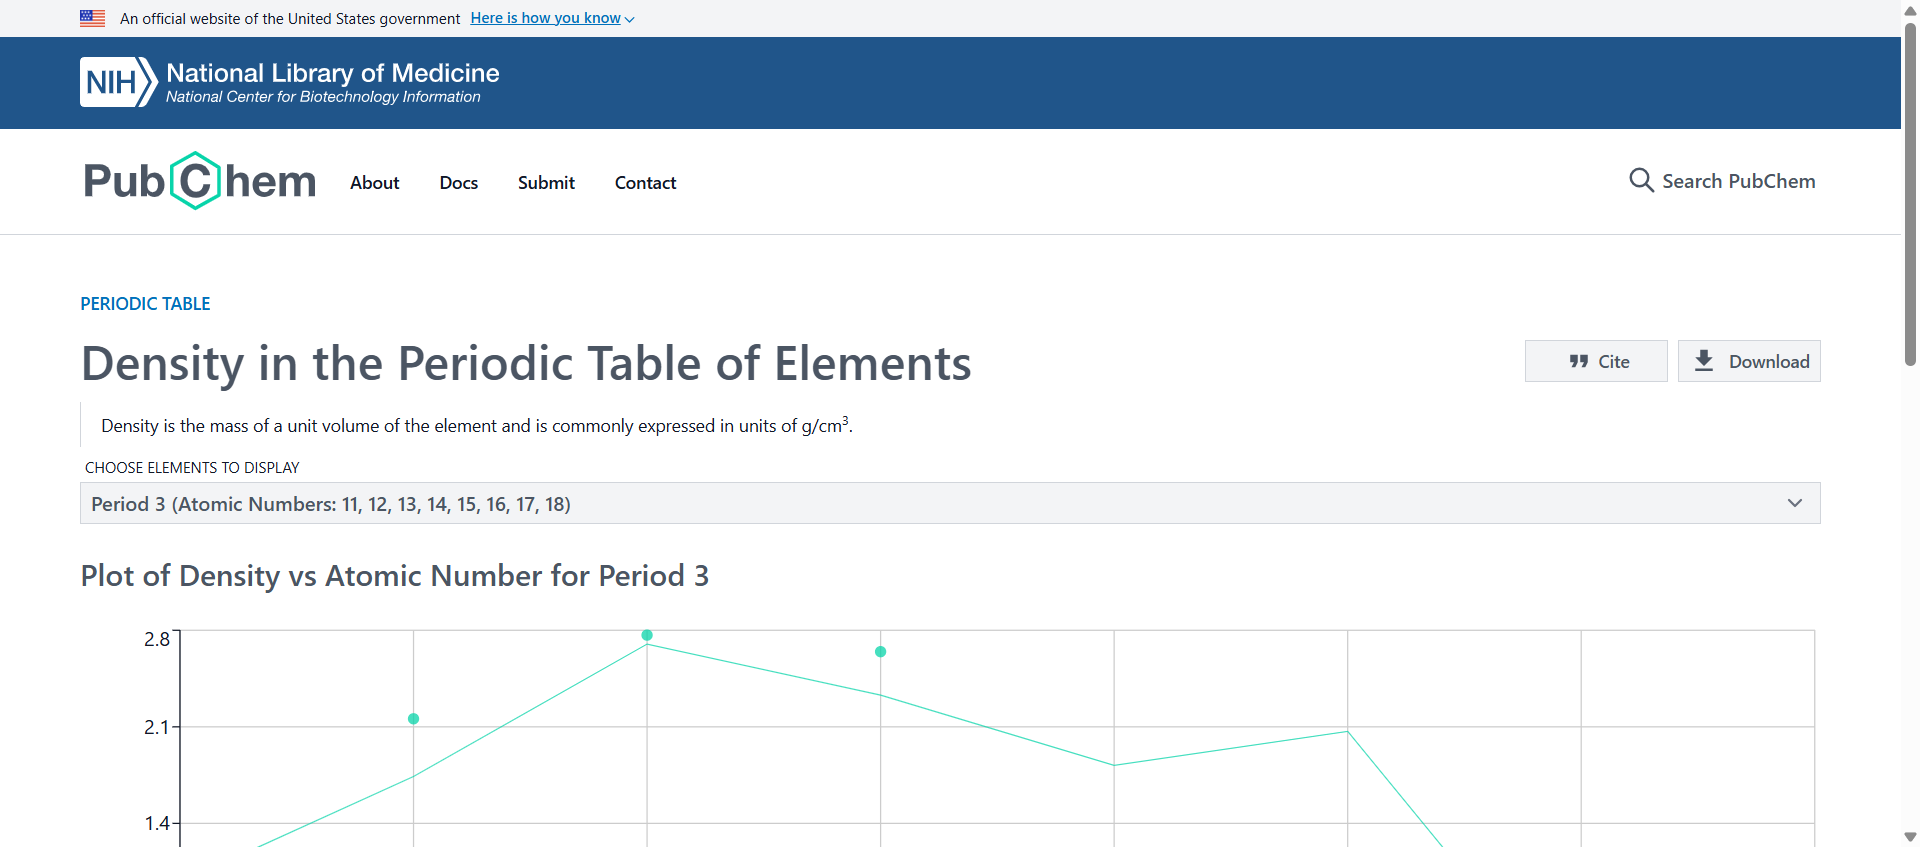 An official website of the United States government Here is how you know
NIH National Library of Medicine
National Center for Biotechnology Information
PubChem About Docs Submit Contact Search PubChem
PERIODIC TABLE
Density in the Periodic Table of Elements
Cite Download
Density is the mass of a unit volume of the element and is commonly expressed in units of g/cm³.
CHOOSE ELEMENTS TO DISPLAY
Period 3 (Atomic Numbers: 11, 12, 13, 14, 15, 16, 17, 18)
Plot of Density vs Atomic Number for Period 3
2.8
2.1
1.4